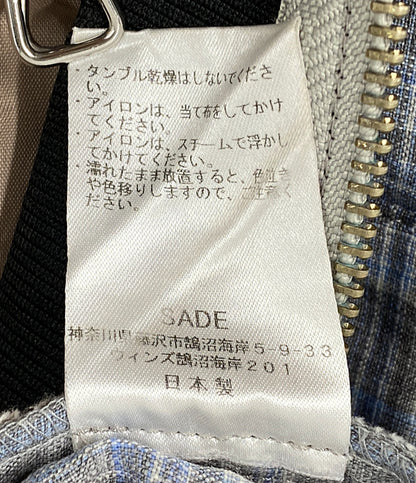 ・タンブル乾燥はしないでくださ
い。
・アイロンは、当て布をしてかけ
てください。
・アイロンは、スチームで浮かし
てかけてください。
・濡れたまま放置すると、色泣き
や色移りしますので、ご注意く
ださい。
SADE
神奈川県藤沢市鵠沼海岸5-9-33
ウィンズ鵠沼海岸201
日本製